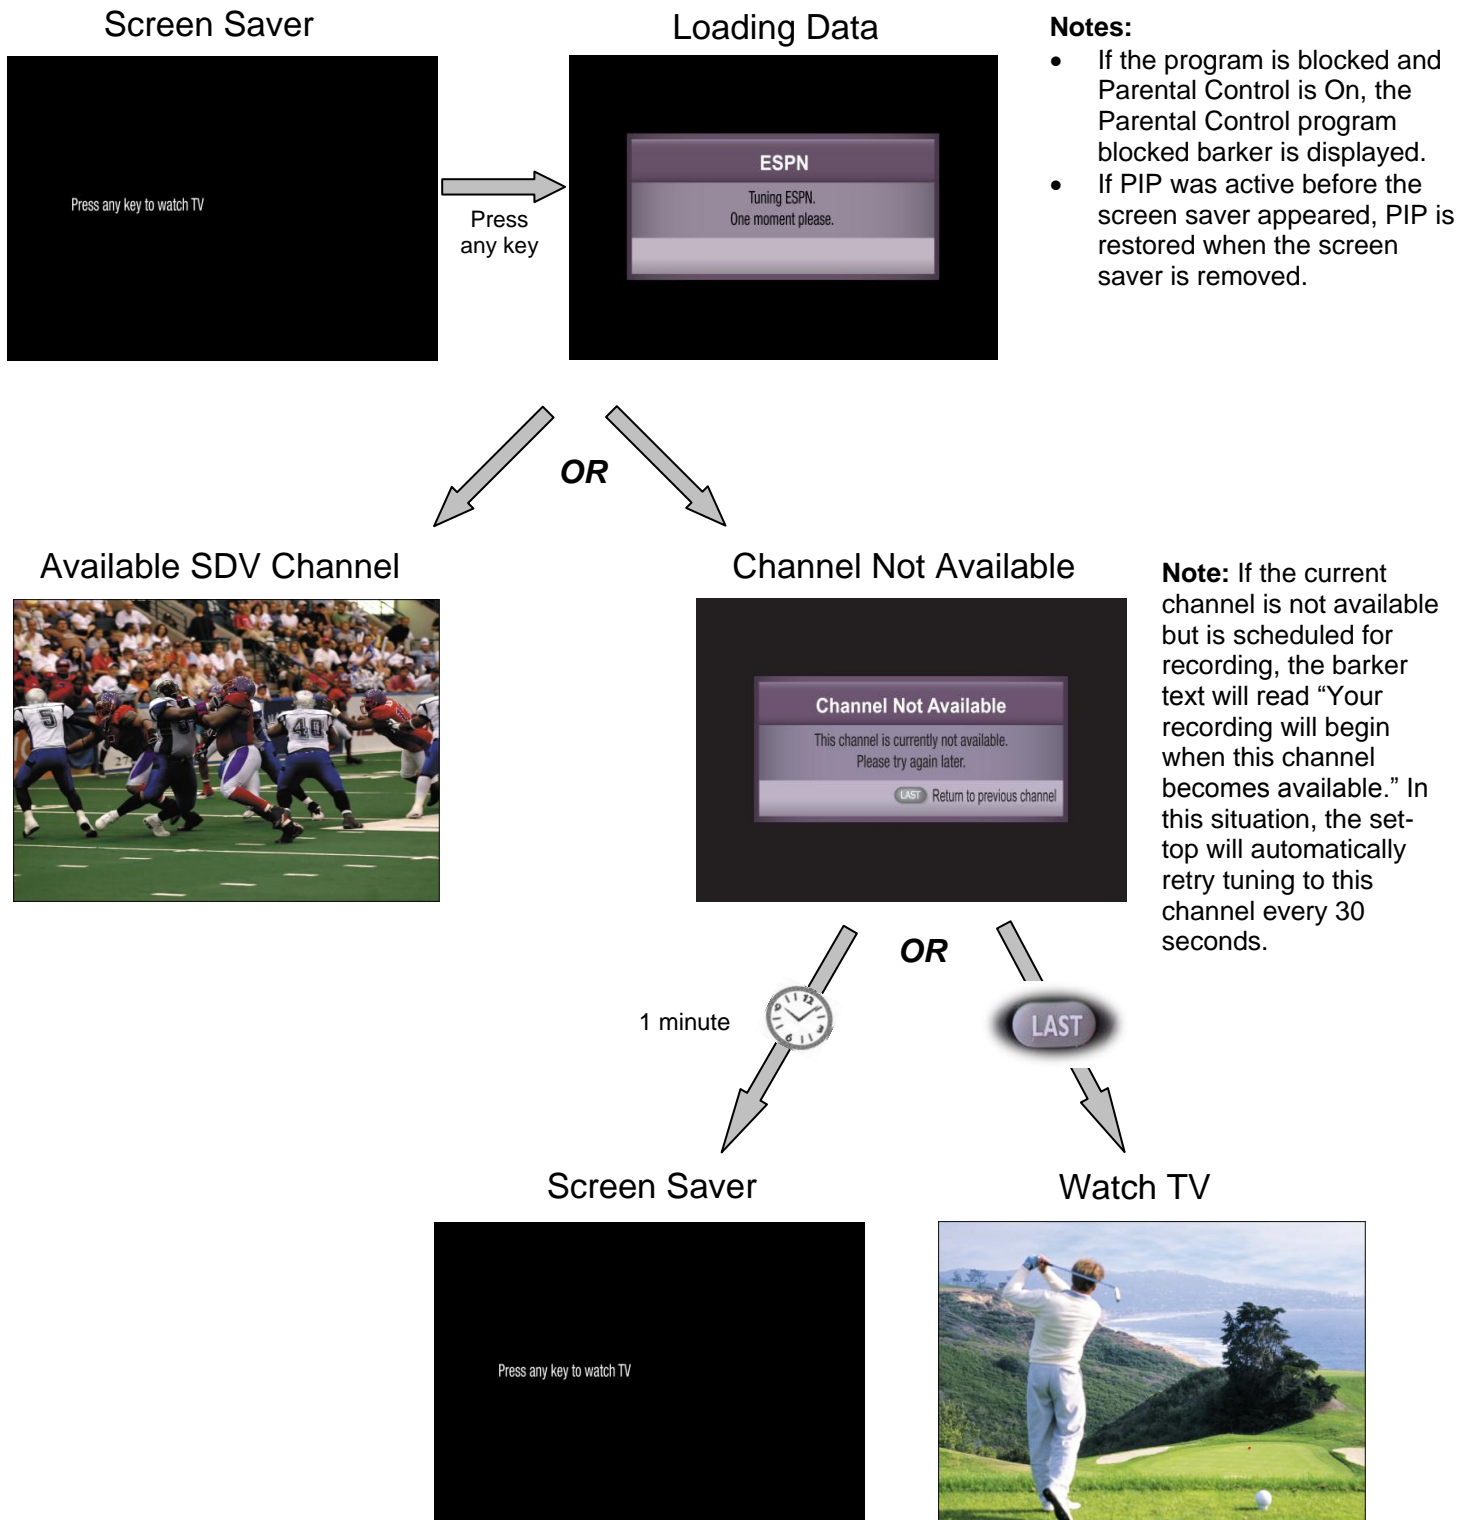 Screen Saver
Press any key to watch TV
Press
any key
Loading Data
ESPN
Tuning ESPN.
One moment please.
Notes:
• If the program is blocked and
Parental Control is On, the
Parental Control program
blocked barker is displayed.
• If PIP was active before the
screen saver appeared, PIP is
restored when the screen
saver is removed.
OR
Available SDV Channel
5
40
27
Channel Not Available
Channel Not Available
This channel is currently not available.
Please try again later.
LAST Return to previous channel
Note: If the current
channel is not available
but is scheduled for
recording, the barker
text will read “Your
recording will begin
when this channel
becomes available.” In
this situation, the set-
top will automatically
retry tuning to this
channel every 30
seconds.
OR
1 minute
12
LAST
Screen Saver
Press any key to watch TV
Watch TV